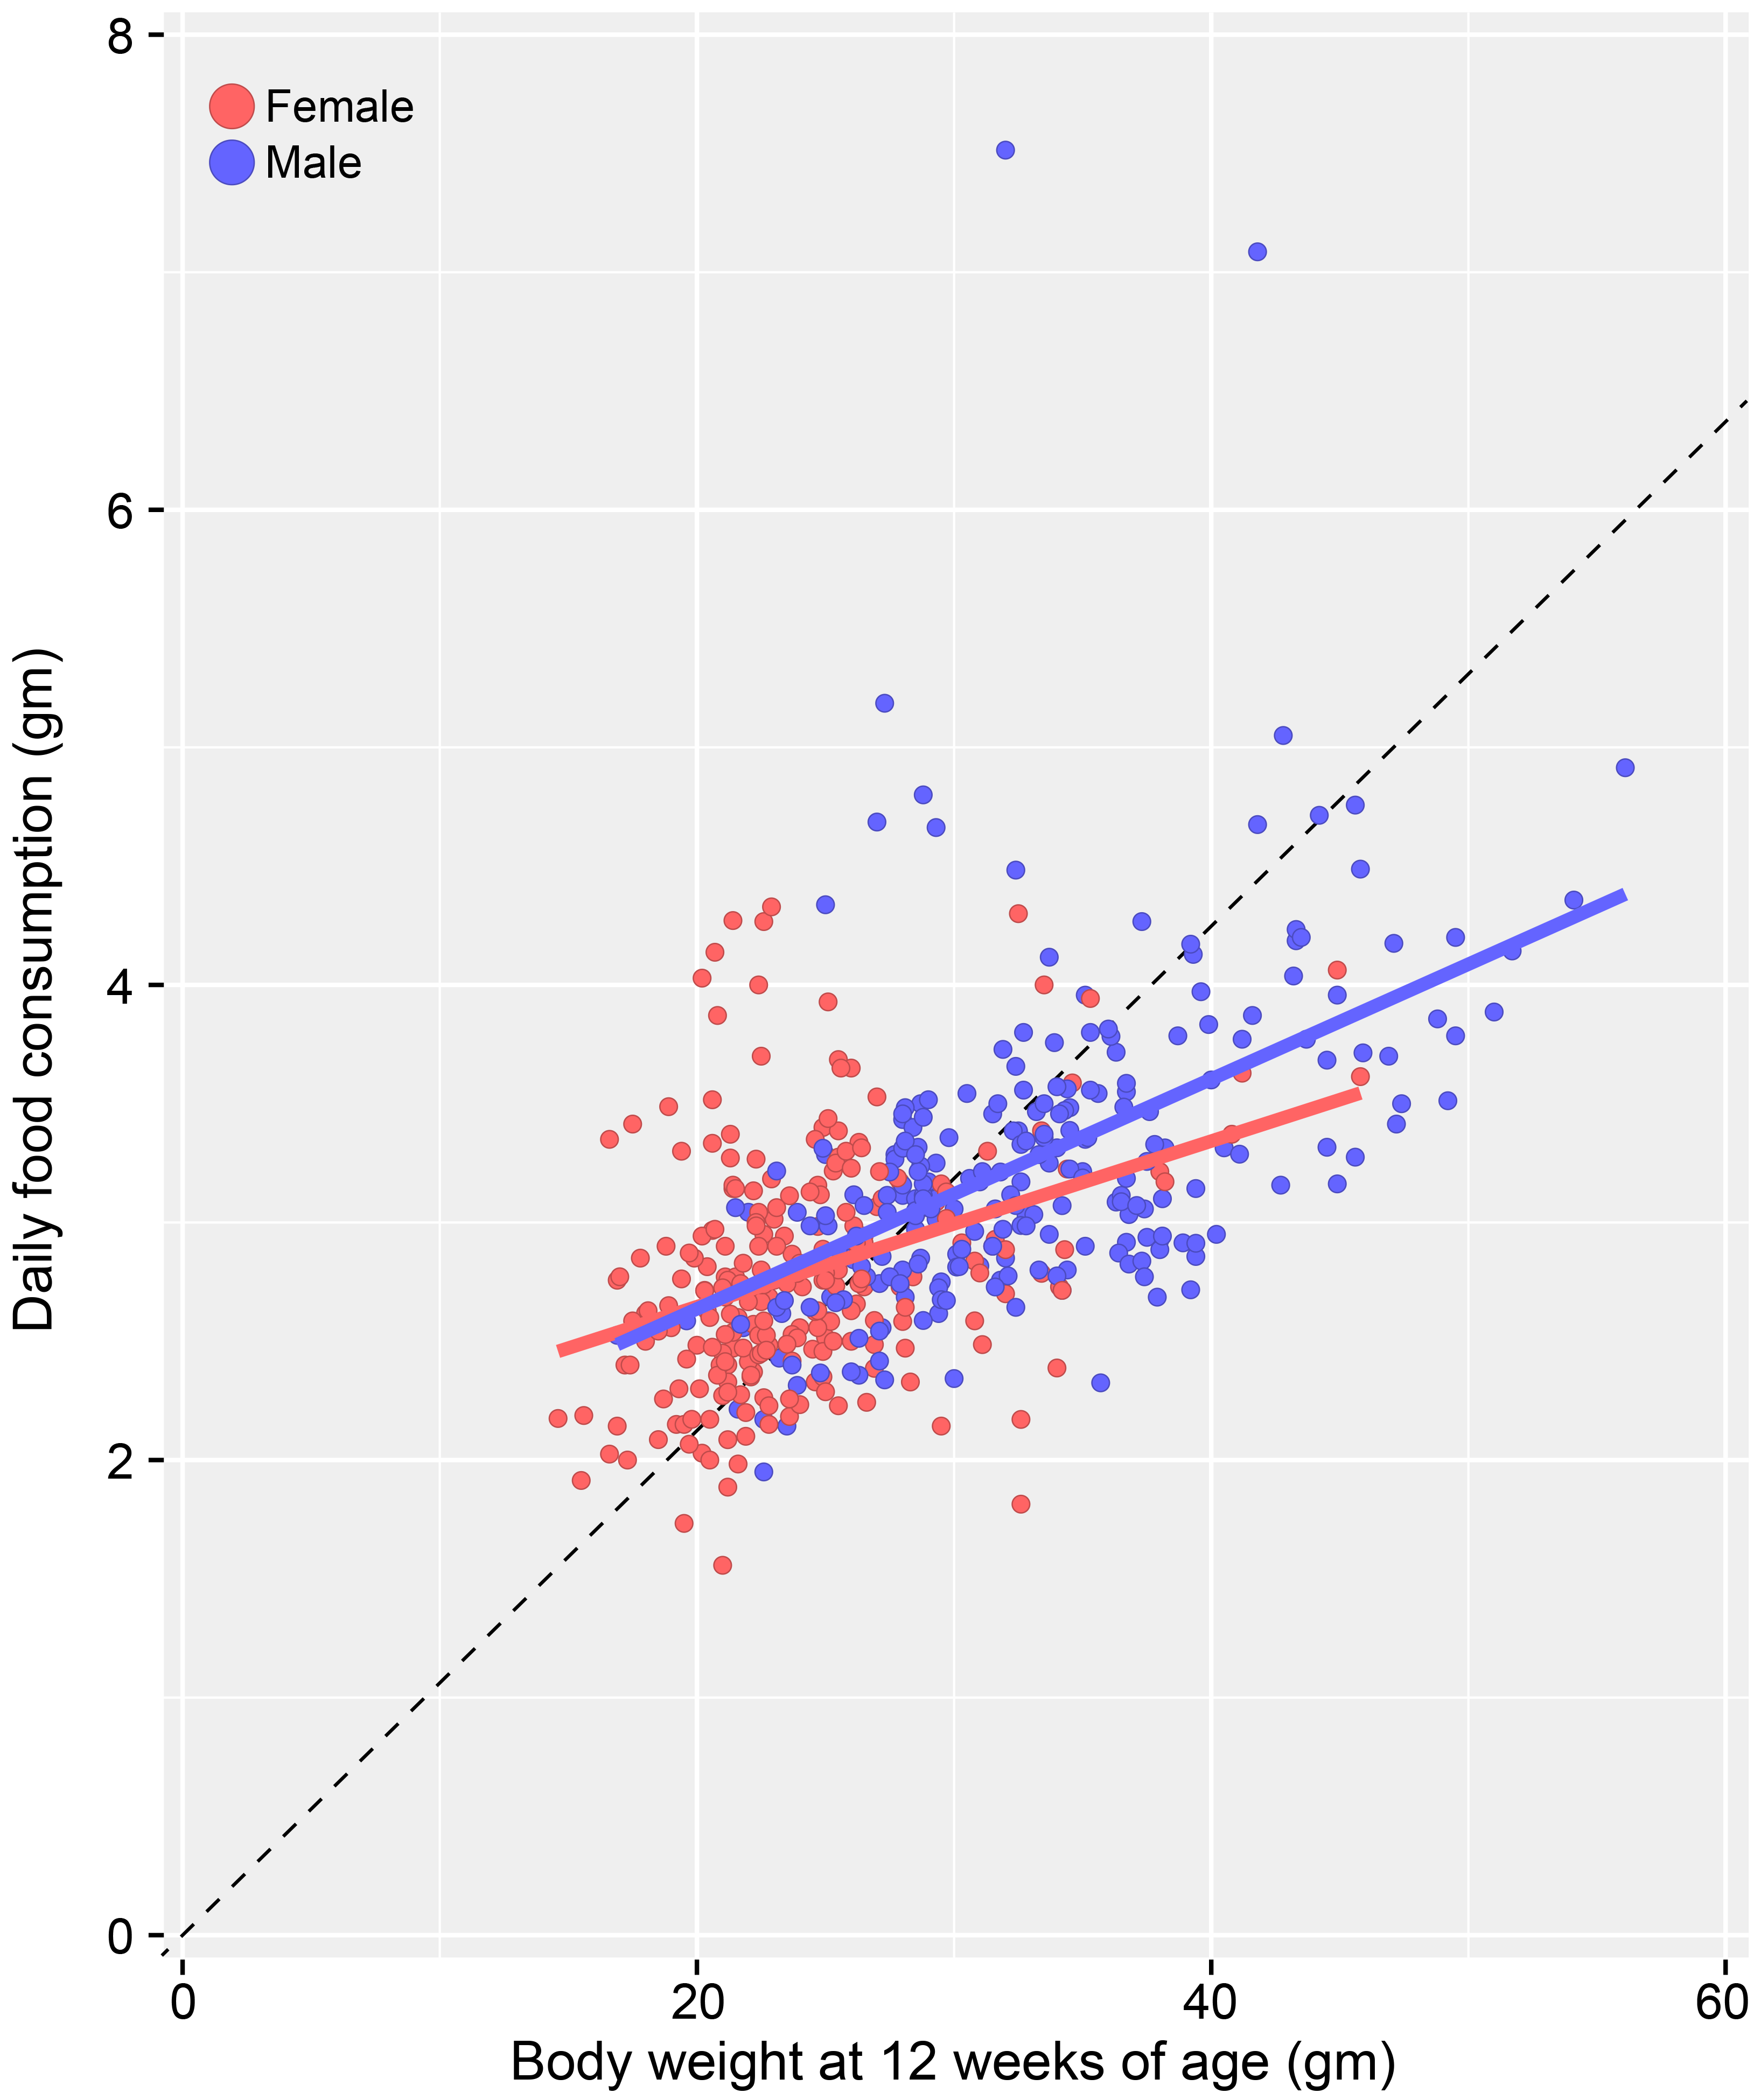 Daily food consumption (gm)
8
6
4
2
0
Female
Male
0 20 40 60
Body weight at 12 weeks of age (gm)